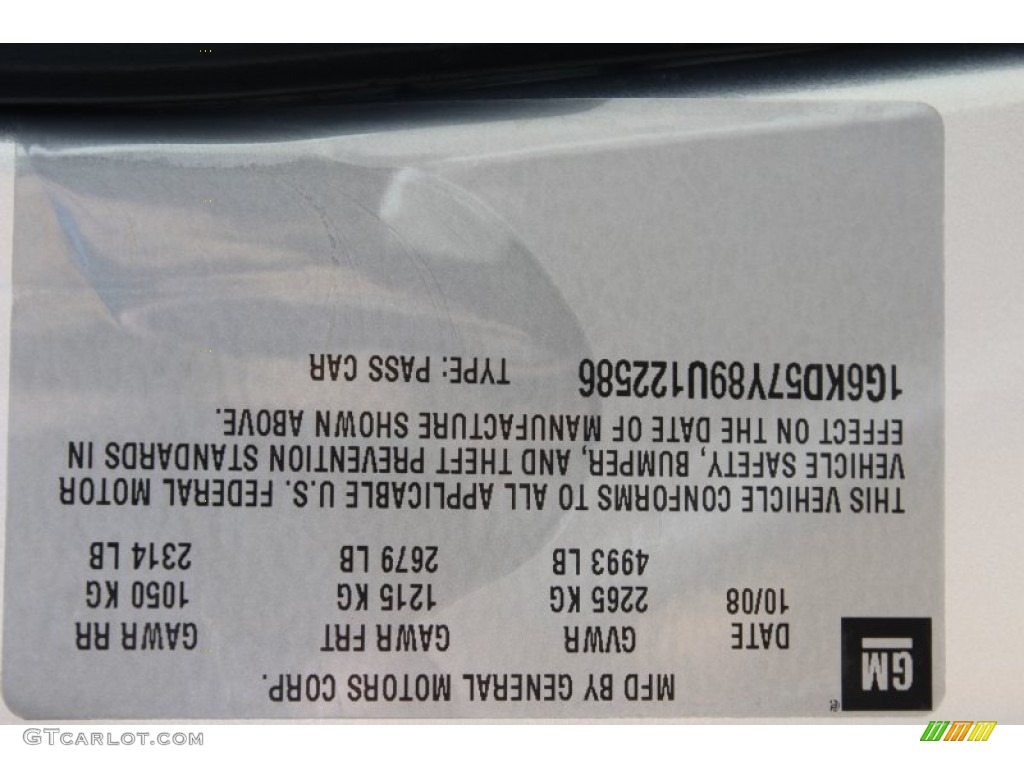 MFD BY GENERAL MOTORS CORP.
GM
DATE GVWR GAWR FRT GAWR RR
10/08 2265 KG 1215 KG 1050 KG
4993 LB 2679 LB 2314 LB
THIS VEHICLE CONFORMS TO ALL APPLICABLE U.S. FEDERAL MOTOR
VEHICLE SAFETY, BUMPER, AND THEFT PREVENTION STANDARDS IN
EFFECT ON THE DATE OF MANUFACTURE SHOWN ABOVE.
1G6KD57Y89U122586 TYPE: PASS CAR
GTCARLOT.COM